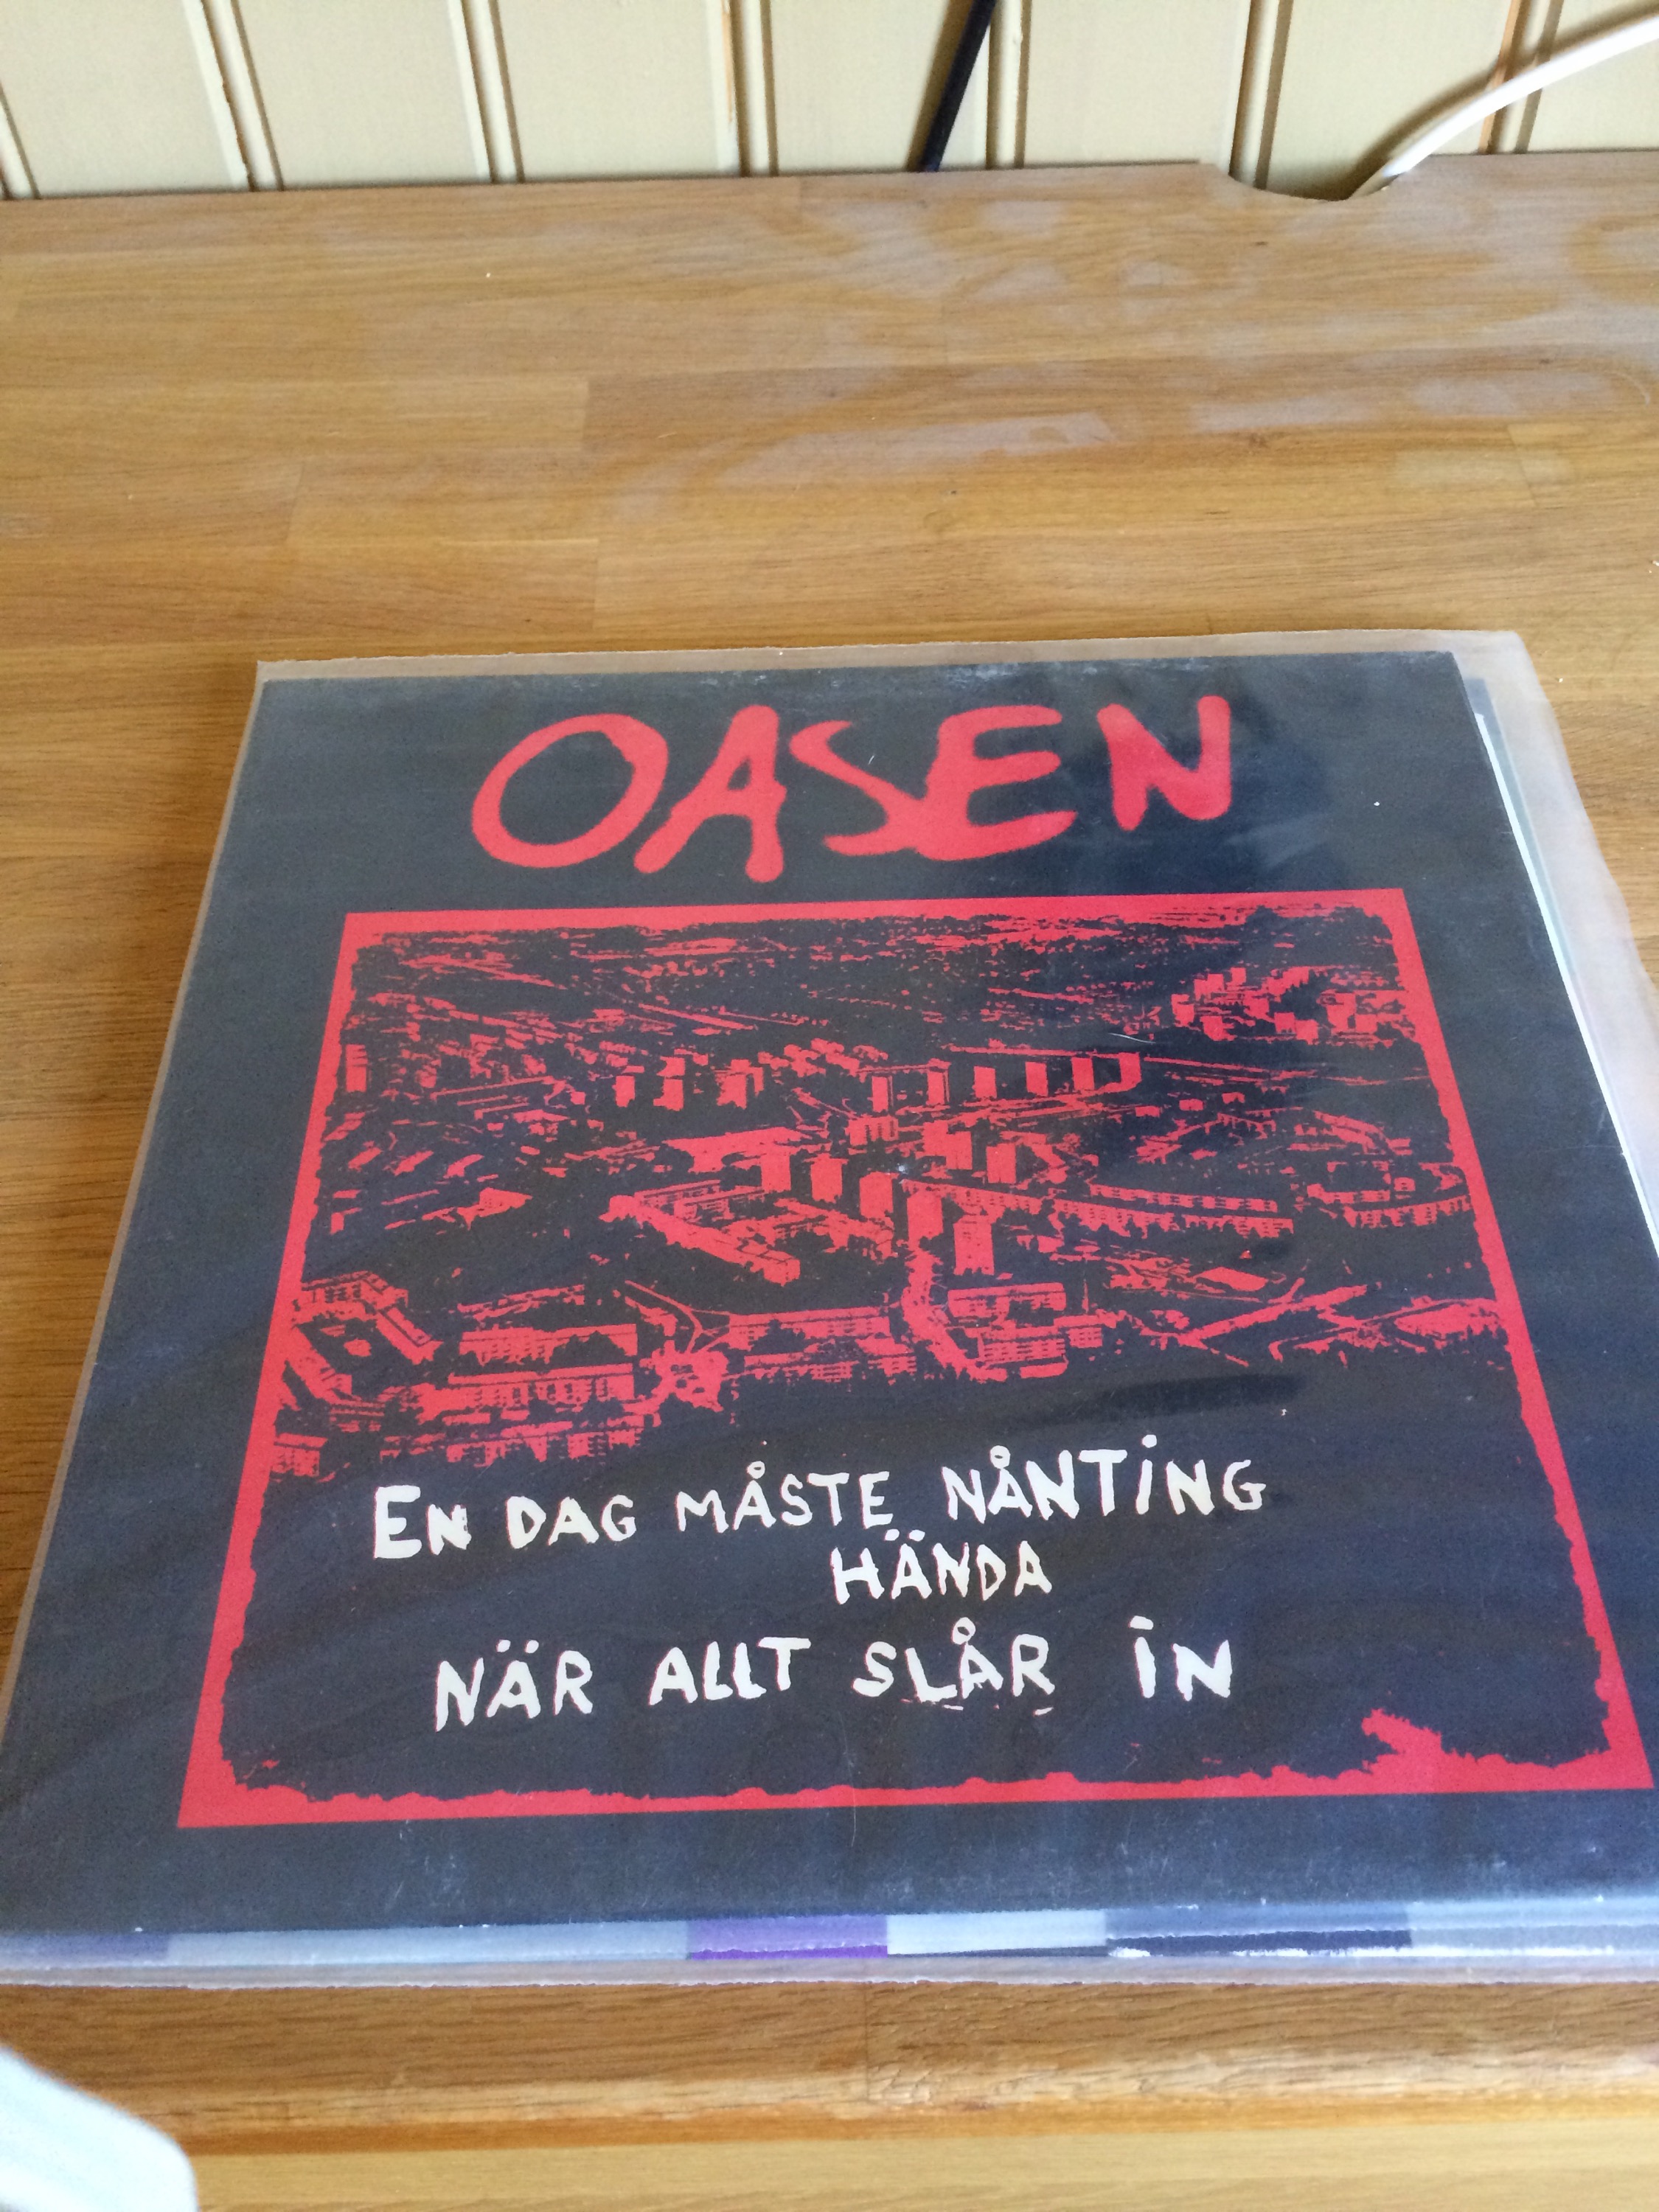 OASEN
EN DAG MÅSTE NÅNTING
HÄNDA
NÄR ALLT SLÅR IN